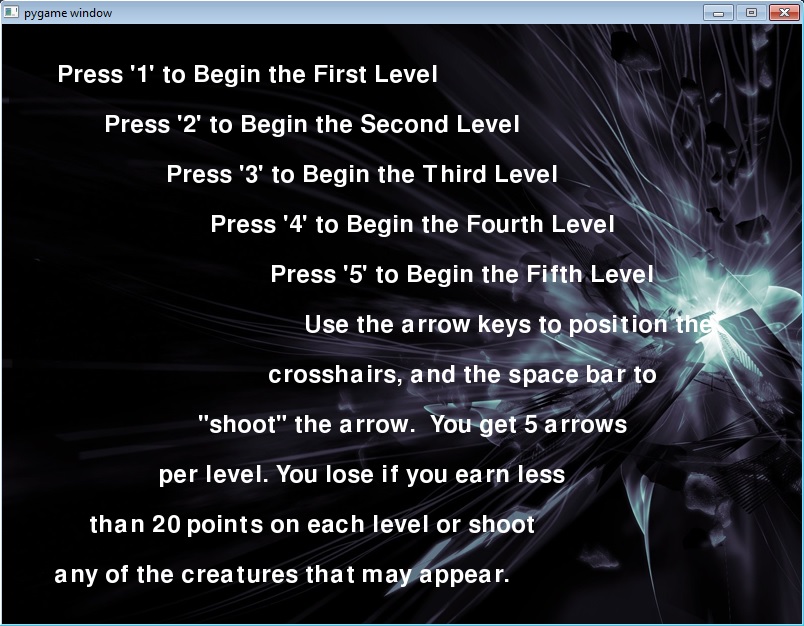 pygame window
Press '1' to Begin the First Level
Press '2' to Begin the Second Level
Press '3' to Begin the Third Level
Press '4' to Begin the Fourth Level
Press '5' to Begin the Fifth Level
Use the arrow keys to position the
crosshairs, and the space bar to
"shoot" the arrow.  You get 5 arrows
per level. You lose if you earn less
than 20 points on each level or shoot
any of the creatures that may appear.